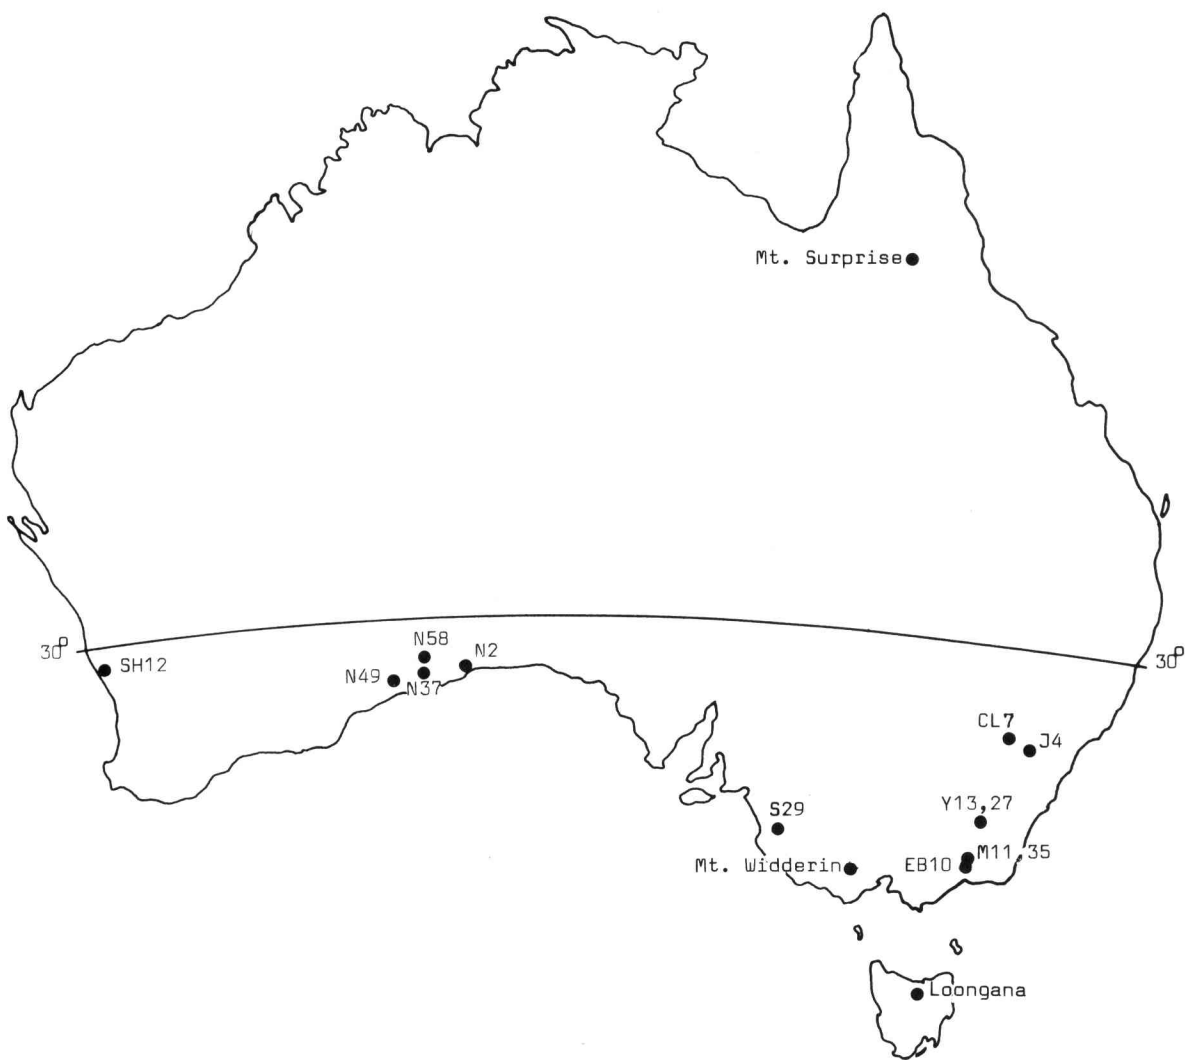 Mt. Surprise
30°
30°
SH12
N58
N2
N49
N37
CL7
J4
S29
Y13,27
Mt. Widderin
EB10
M11,35
Loongana